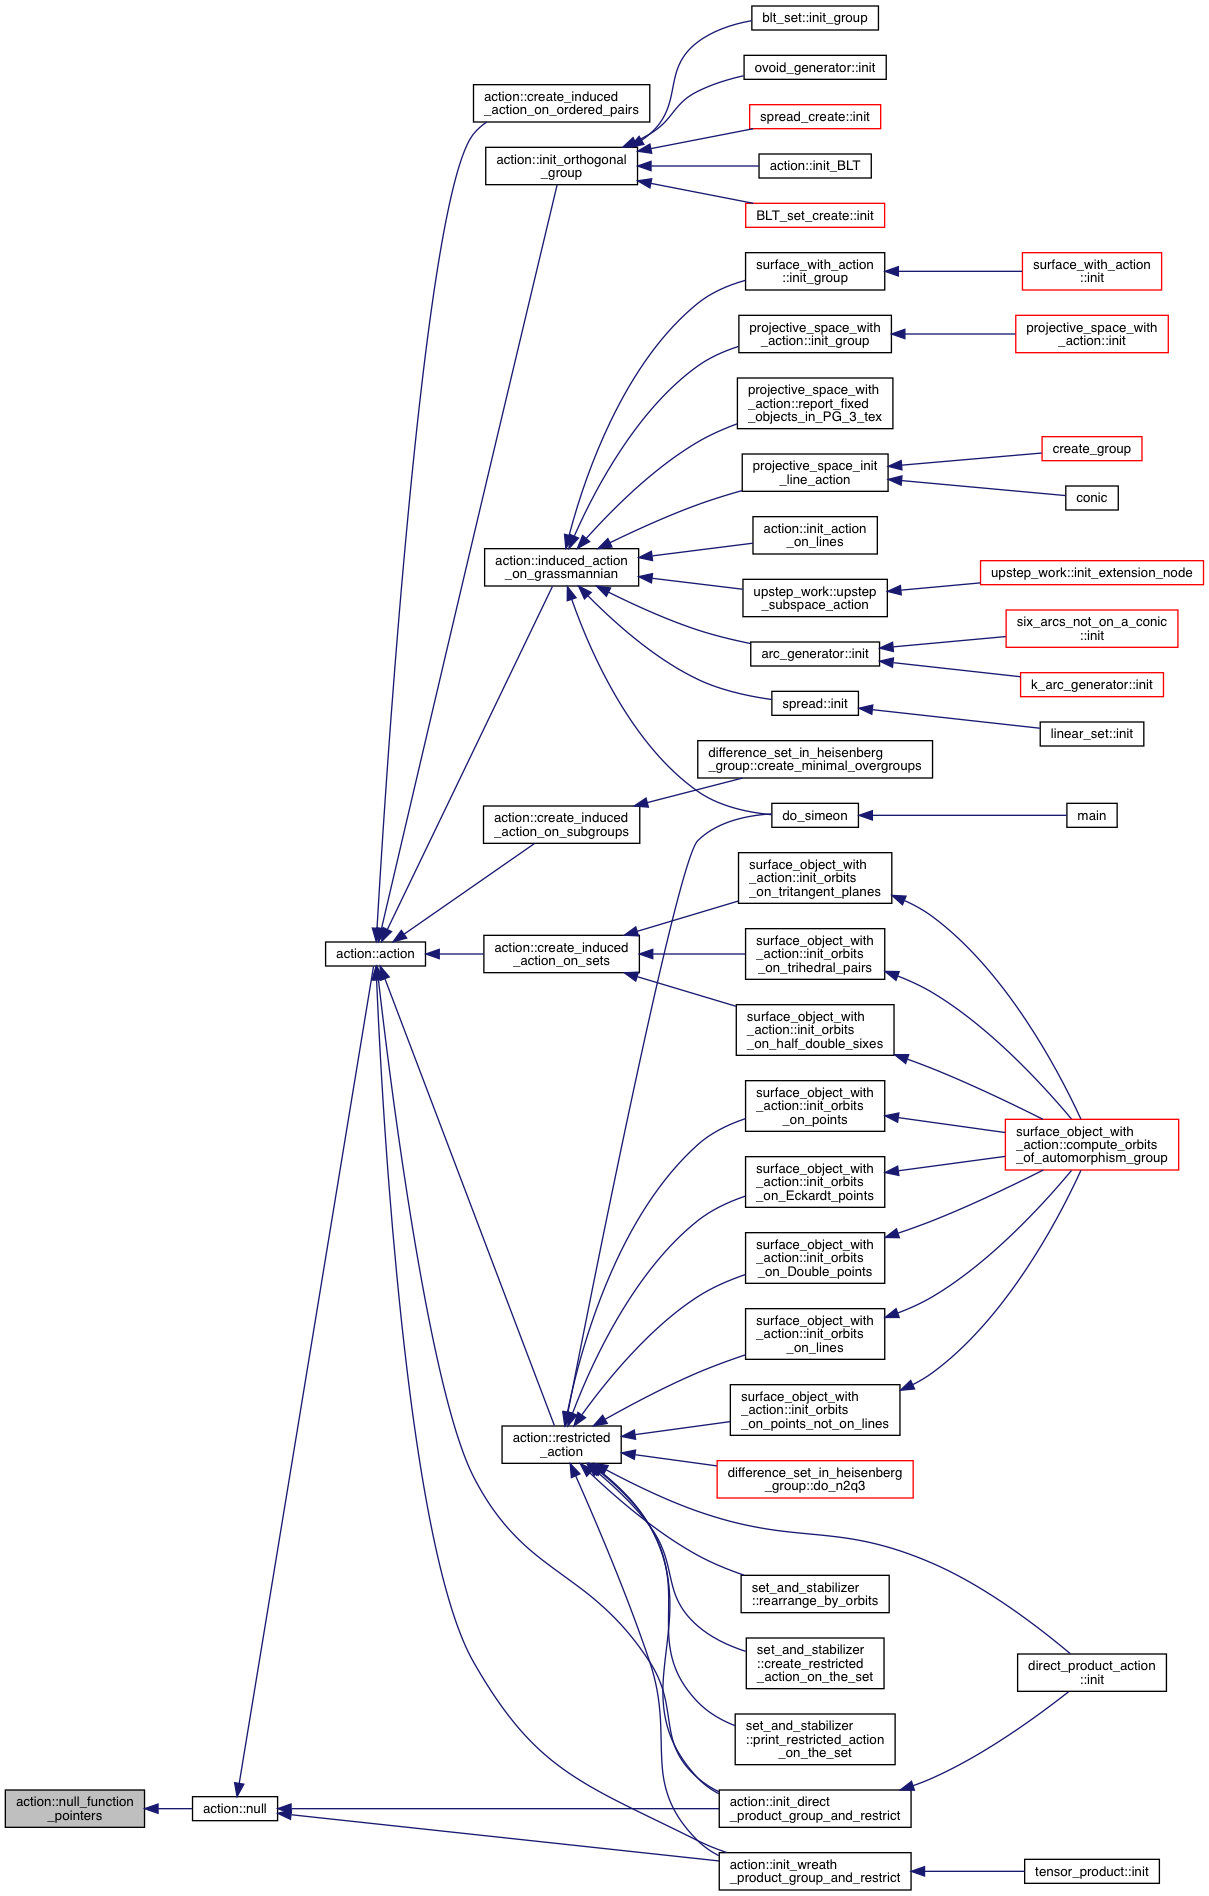 blt_set::init_group
ovoid_generator::init
action::create_induced
_action_on_ordered_pairs
spread_create::init
action::init_orthogonal
_group
action::init_BLT
BLT_set_create::init
surface_with_action
::init_group
surface_with_action
::init
projective_space_with
_action::init_group
projective_space_with
_action::init
projective_space_with
_action::report_fixed
_objects_in_PG_3_tex
projective_space_init
_line_action
create_group
conic
action::init_action
_on_lines
action::induced_action
_on_grassmannian
upstep_work::upstep
_subspace_action
upstep_work::init_extension_node
six_arcs_not_on_a_conic
::init
arc_generator::init
k_arc_generator::init
spread::init
linear_set::init
difference_set_in_heisenberg
_group::create_minimal_overgroups
action::create_induced
_action_on_subgroups
do_simeon
main
surface_object_with
_action::init_orbits
_on_tritangent_planes
action::action
action::create_induced
_action_on_sets
surface_object_with
_action::init_orbits
_on_trihedral_pairs
surface_object_with
_action::init_orbits
_on_half_double_sixes
surface_object_with
_action::init_orbits
_on_points
surface_object_with
_action::compute_orbits
_of_automorphism_group
surface_object_with
_action::init_orbits
_on_Eckardt_points
surface_object_with
_action::init_orbits
_on_Double_points
surface_object_with
_action::init_orbits
_on_lines
surface_object_with
_action::init_orbits
_on_points_not_on_lines
action::restricted
_action
difference_set_in_heisenberg
_group::do_n2q3
set_and_stabilizer
::rearrange_by_orbits
set_and_stabilizer
::create_restricted
_action_on_the_set
direct_product_action
::init
set_and_stabilizer
::print_restricted_action
_on_the_set
action::null_function
_pointers
action::null
action::init_direct
_product_group_and_restrict
action::init_wreath
_product_group_and_restrict
tensor_product::init